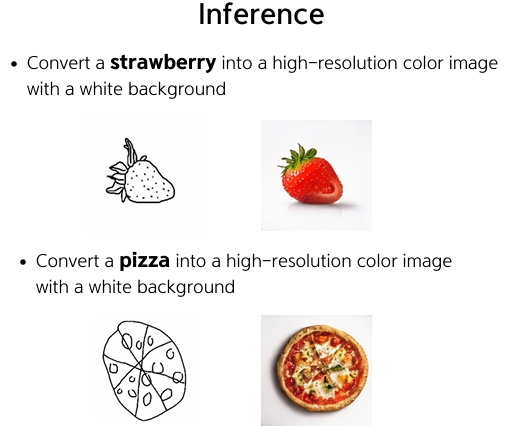 Inference
• Convert a strawberry into a high-resolution color image
with a white background
• Convert a pizza into a high-resolution color image
with a white background